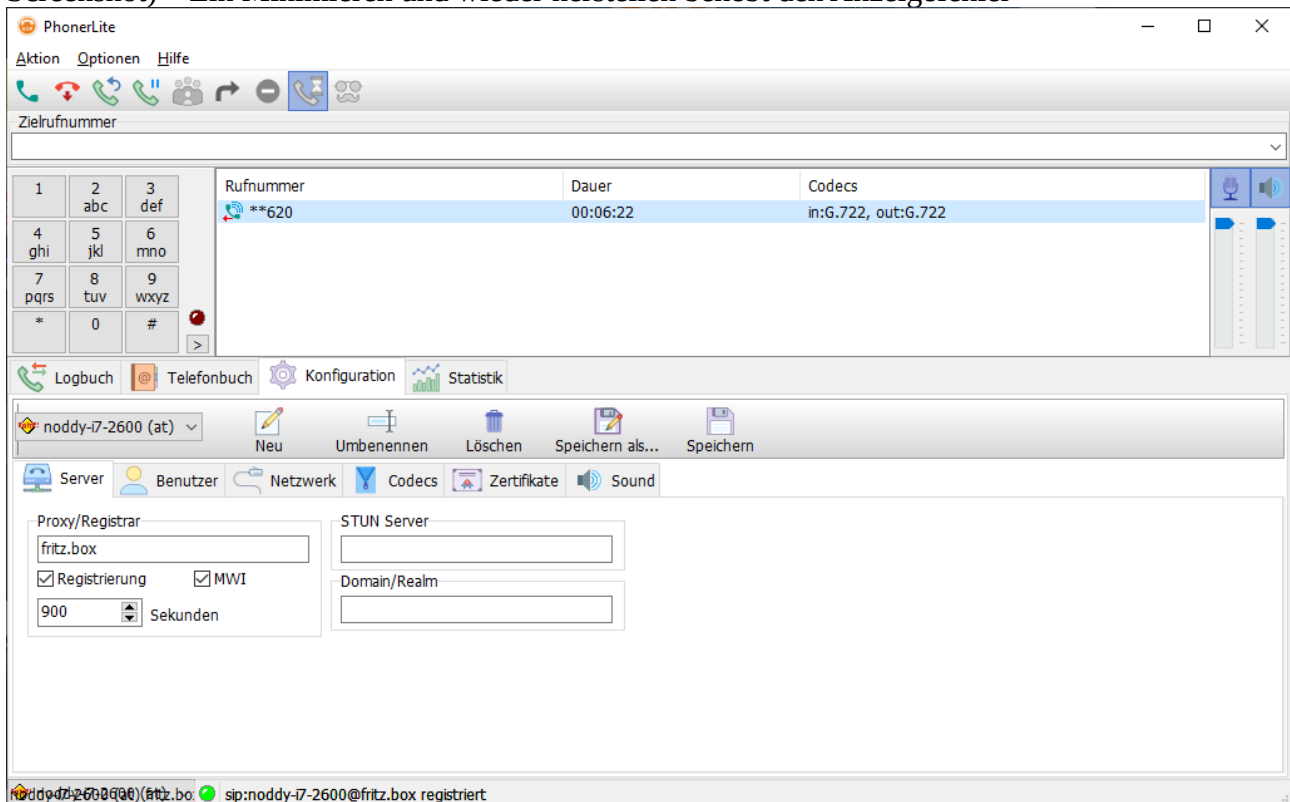 PhonerLite
Aktion Optionen Hilfe
Zielrufnummer
1 2 abc 3 def
4 ghi 5 jkl 6 mno
7 pqrs 8 tuv 9 wxyz
* 0 #
>
Rufnummer Dauer Codecs
**620 00:06:22 in:G.722, out:G.722
Logbuch Telefonbuch Konfiguration Statistik
noddy-i7-2600 (at) Neu Umbenennen Löschen Speichern als... Speichern
Server Benutzer Netzwerk Codecs Zertifikate Sound
Proxy/Registrar STUN Server
fritz.box
Registrierung MWI Domain/Realm
900 Sekunden
sip:noddy-i7-2600@fritz.box registriert